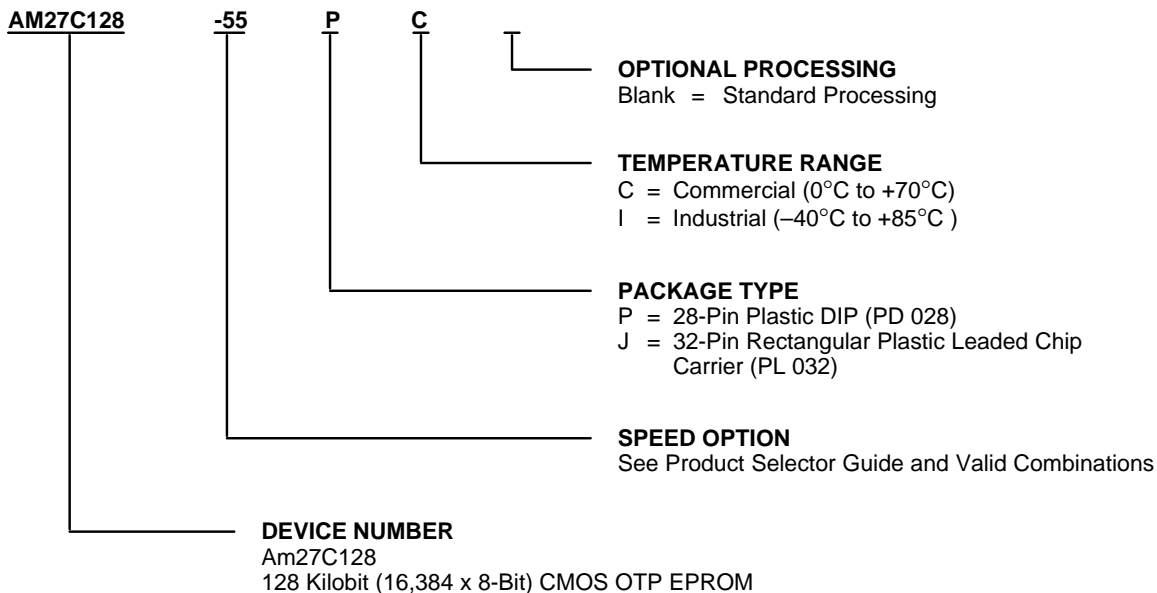 AM27C128 -55 P C
OPTIONAL PROCESSING
Blank = Standard Processing
TEMPERATURE RANGE
C = Commercial (0°C to +70°C)
I = Industrial (–40°C to +85°C )
PACKAGE TYPE
P = 28-Pin Plastic DIP (PD 028)
J = 32-Pin Rectangular Plastic Leaded Chip
Carrier (PL 032)
SPEED OPTION
See Product Selector Guide and Valid Combinations
DEVICE NUMBER
Am27C128
128 Kilobit (16,384 x 8-Bit) CMOS OTP EPROM